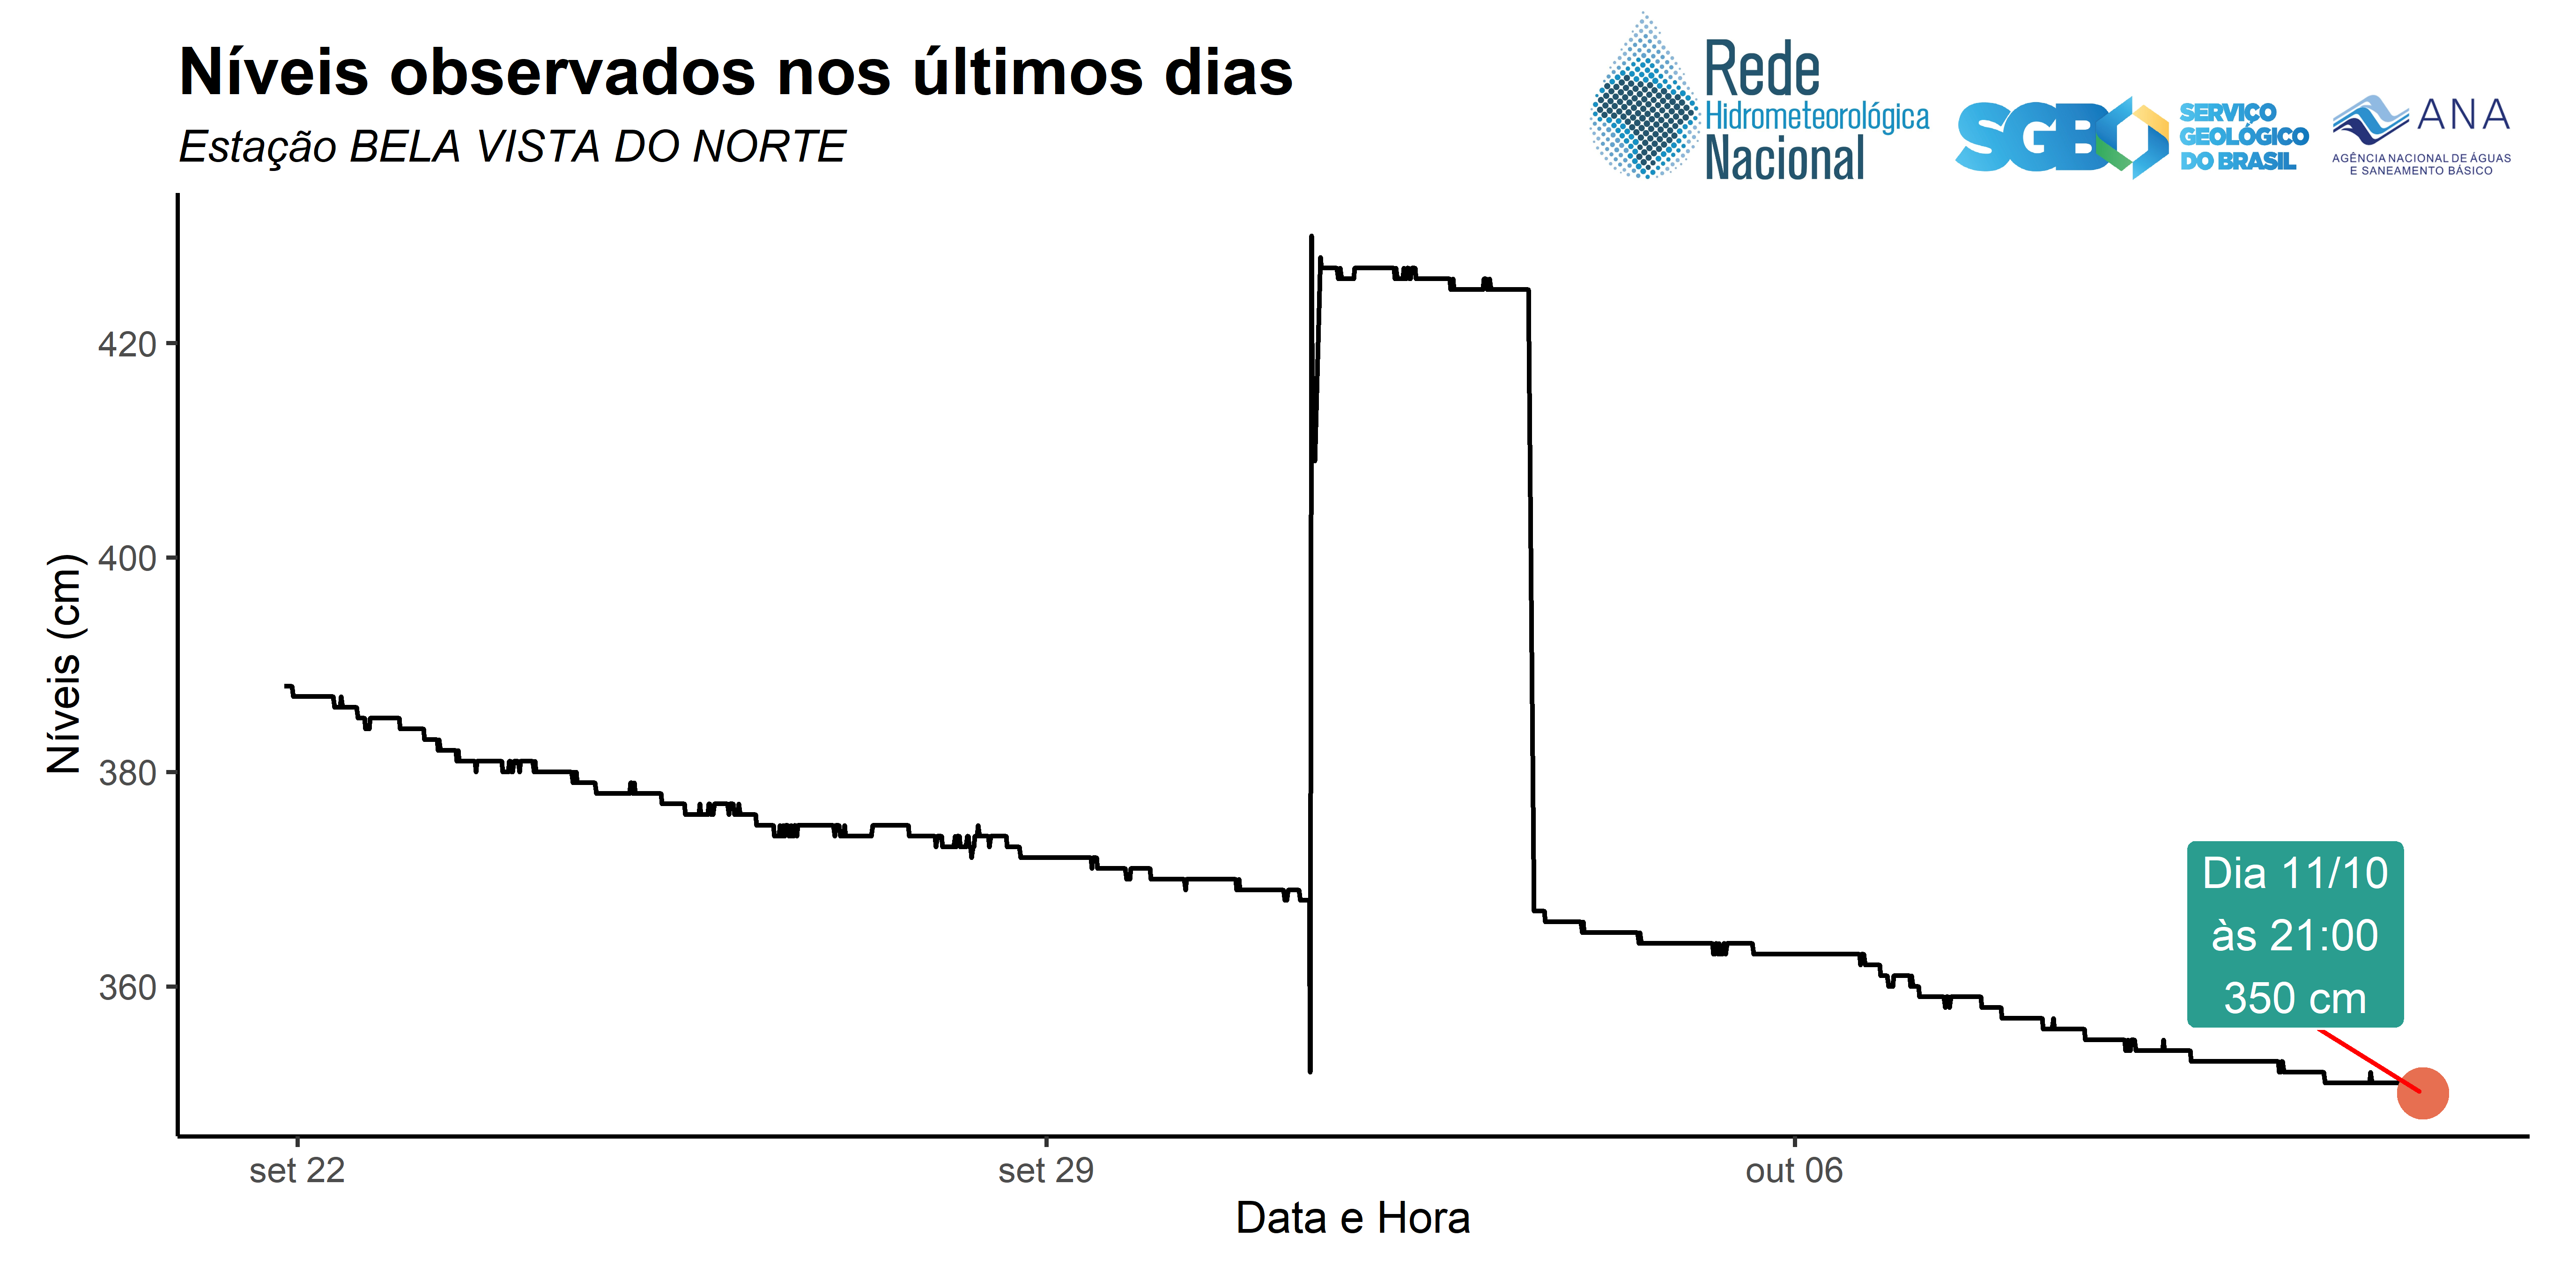 Níveis observados nos últimos dias
Estação BELA VISTA DO NORTE
Rede
Hidrometeorológica
Nacional
SGB
SERVIÇO
GEOLÓGICO
DO BRASIL
ANA
AGÊNCIA NACIONAL DE ÁGUAS
E SANEAMENTO BÁSICO
Níveis (cm)
420
400
380
360
Dia 11/10
às 21:00
350 cm
set 22
set 29
out 06
Data e Hora